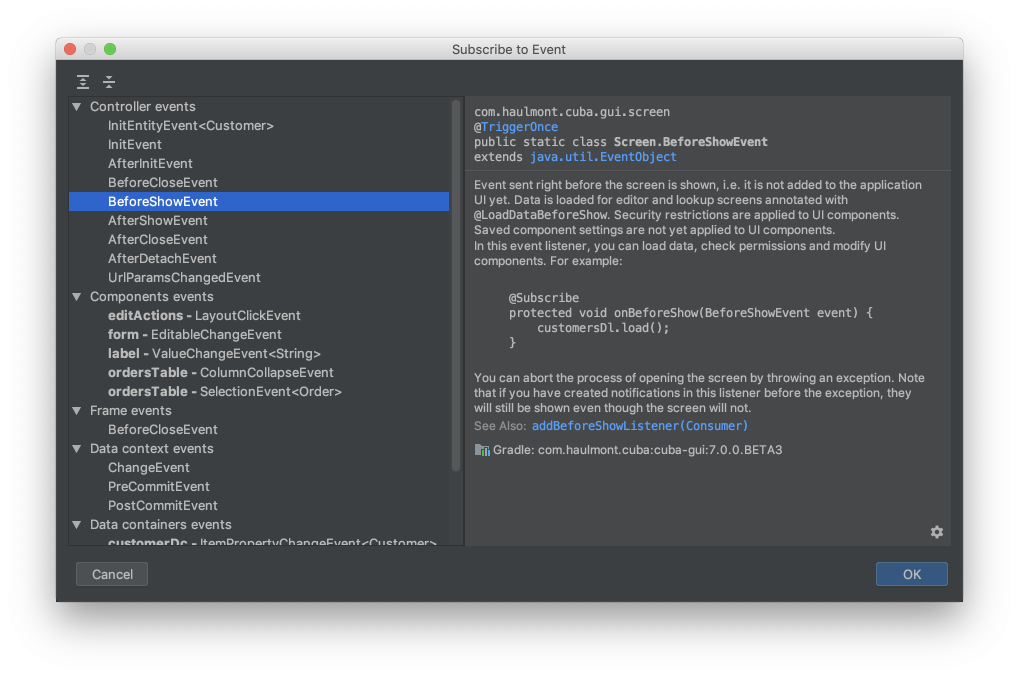 Subscribe to Event
Controller events
InitEntityEvent<Customer>
InitEvent
AfterInitEvent
BeforeCloseEvent
BeforeShowEvent
AfterShowEvent
AfterCloseEvent
AfterDetachEvent
UrlParamsChangedEvent
Components events
editActions - LayoutClickEvent
form - EditableChangeEvent
label - ValueChangeEvent<String>
ordersTable - ColumnCollapseEvent
ordersTable - SelectionEvent<Order>
Frame events
BeforeCloseEvent
Data context events
ChangeEvent
PreCommitEvent
PostCommitEvent
Data containers events
customerDc - ItemPropertyChangeEvent<Customer>
com.haulmont.cuba.gui.screen
@TriggerOnce
public static class Screen.BeforeShowEvent
extends java.util.EventObject
Event sent right before the screen is shown, i.e. it is not added to the application
UI yet. Data is loaded for editor and lookup screens annotated with
@LoadDataBeforeShow. Security restrictions are applied to UI components.
Saved component settings are not yet applied to UI components.
In this event listener, you can load data, check permissions and modify UI
components. For example:
@Subscribe
protected void onBeforeShow(BeforeShowEvent event) {
customersDl.load();
}
You can abort the process of opening the screen by throwing an exception. Note
that if you have created notifications in this listener before the exception, they
will still be shown even though the screen will not.
See Also: addBeforeShowListener(Consumer)
Gradle: com.haulmont.cuba:cuba-gui:7.0.0.BETA3
Cancel
OK